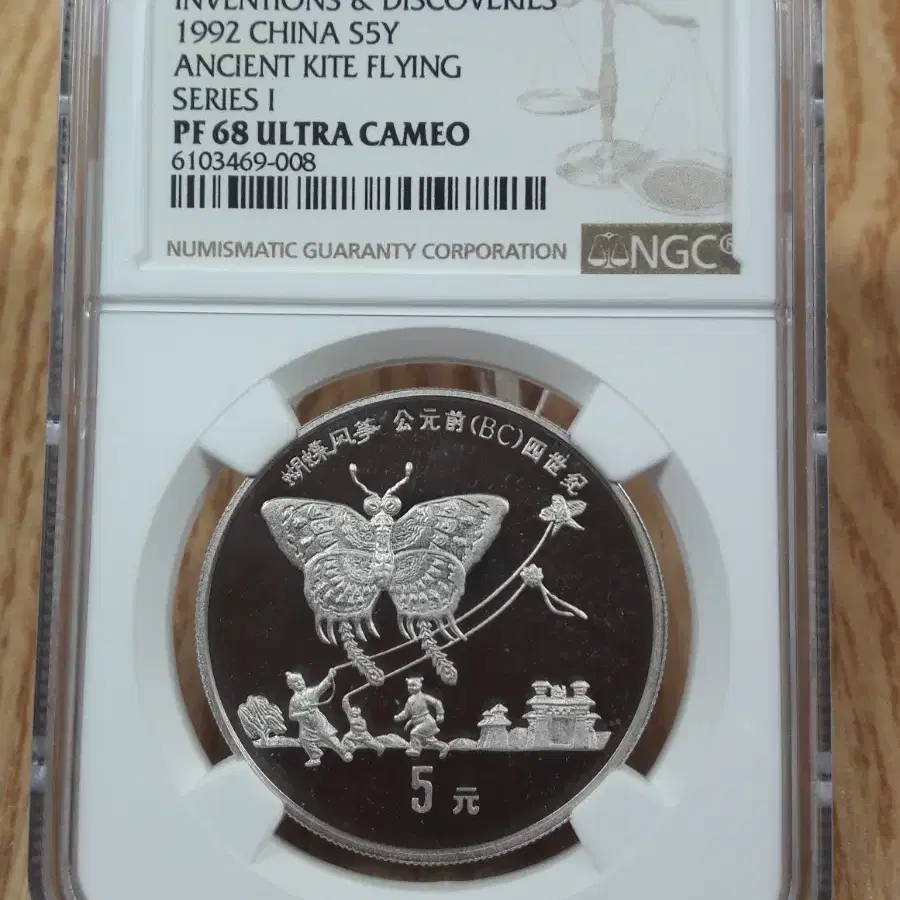 INVENTIONS & DISCOVERIES
1992 CHINA S5Y
ANCIENT KITE FLYING
SERIES I
PF 68 ULTRA CAMEO
6103469-008
NUMISMATIC GUARANTY CORPORATION
NGC®
蝴蝶风筝 公元前(BC)四世纪
5元